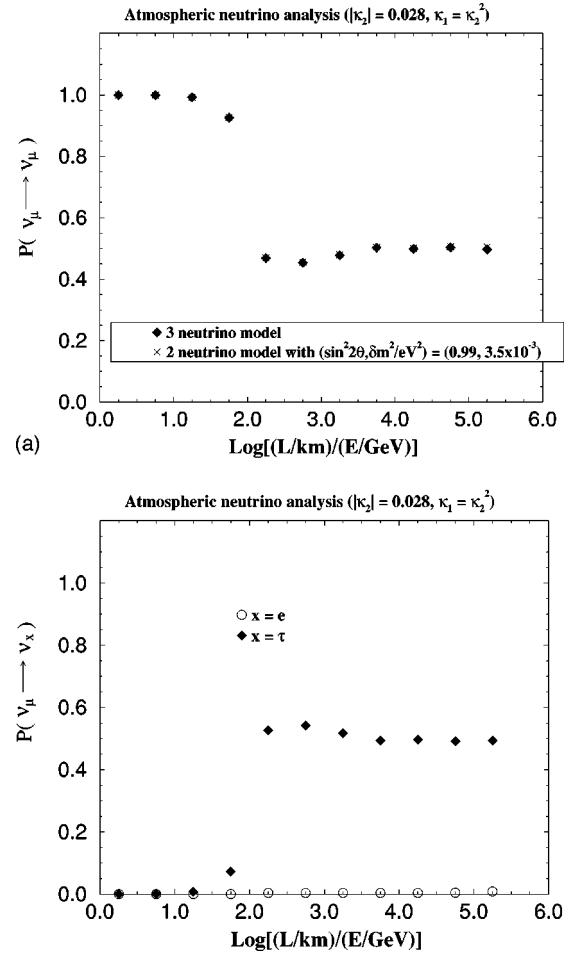 Atmospheric neutrino analysis (|κ₂| = 0.028, κ₁ = κ₂²)
P( νμ ⟶ νμ )
1.0
0.8
0.6
0.4
0.2
0.0
◆ 3 neutrino model
× 2 neutrino model with (sin²2θ,δm²/eV²) = (0.99, 3.5x10⁻³)
0.0 1.0 2.0 3.0 4.0 5.0 6.0
(a)
Log[(L/km)/(E/GeV)]
Atmospheric neutrino analysis (|κ₂| = 0.028, κ₁ = κ₂²)
P( νμ ⟶ νx )
1.0
0.8
0.6
0.4
0.2
0.0
○ x = e
◆ x = τ
0.0 1.0 2.0 3.0 4.0 5.0 6.0
Log[(L/km)/(E/GeV)]